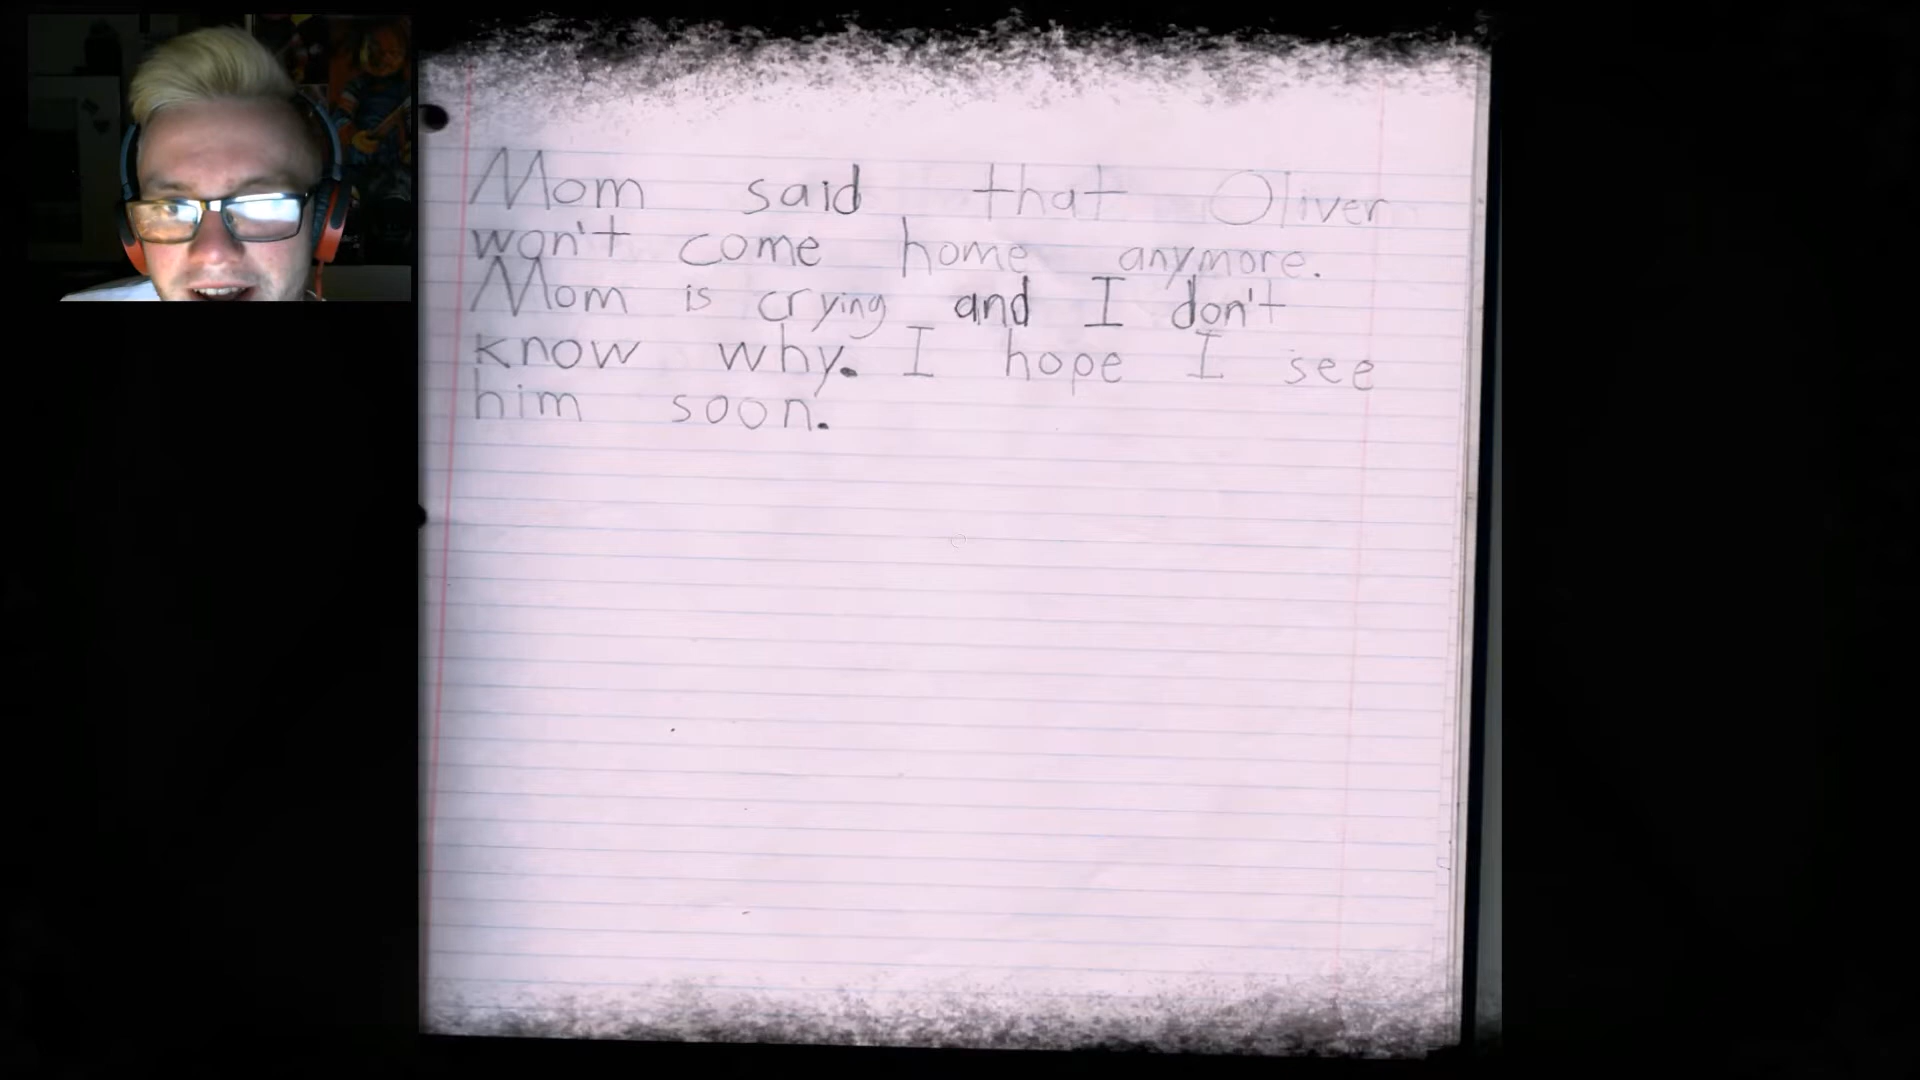 Mom said that Oliver
won't come home anymore.
Mom is crying and I don't
know why. I hope I see
him soon.